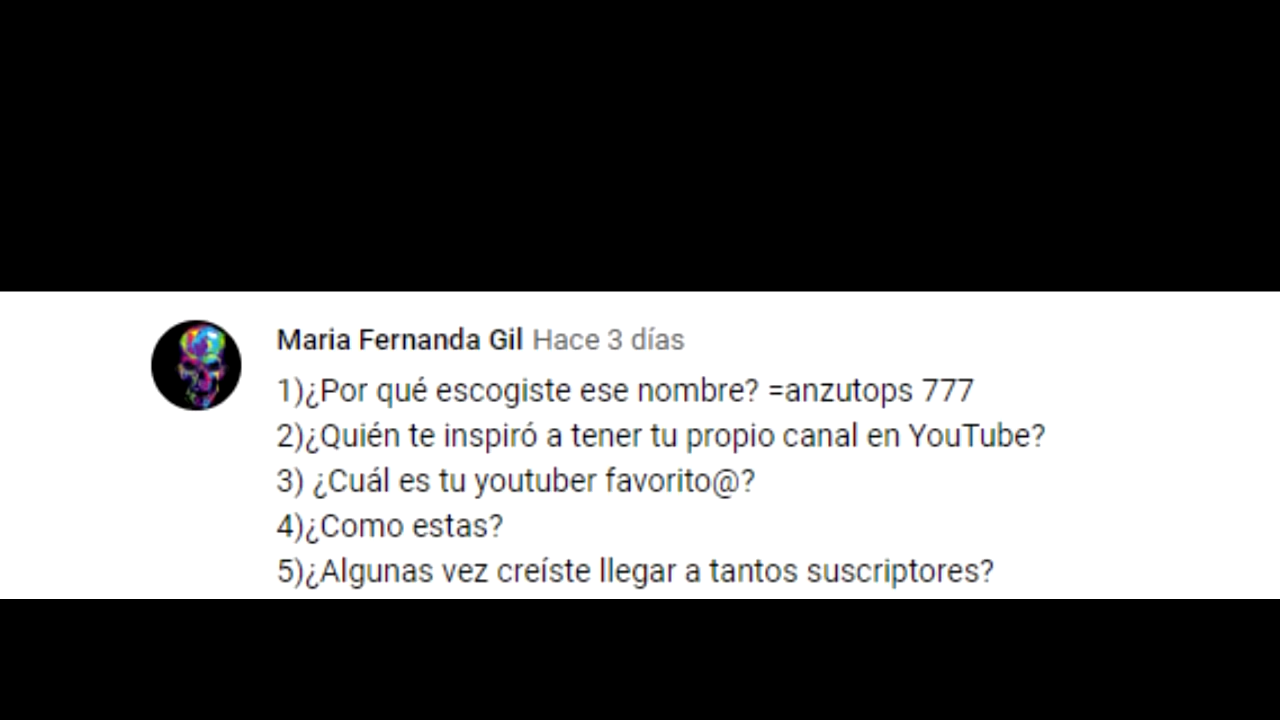 Maria Fernanda Gil Hace 3 días
1)¿Por qué escogiste ese nombre? =anzutops 777
2)¿Quién te inspiró a tener tu propio canal en YouTube?
3) ¿Cuál es tu youtuber favorito@?
4)¿Como estas?
5)¿Algunas vez creíste llegar a tantos suscriptores?